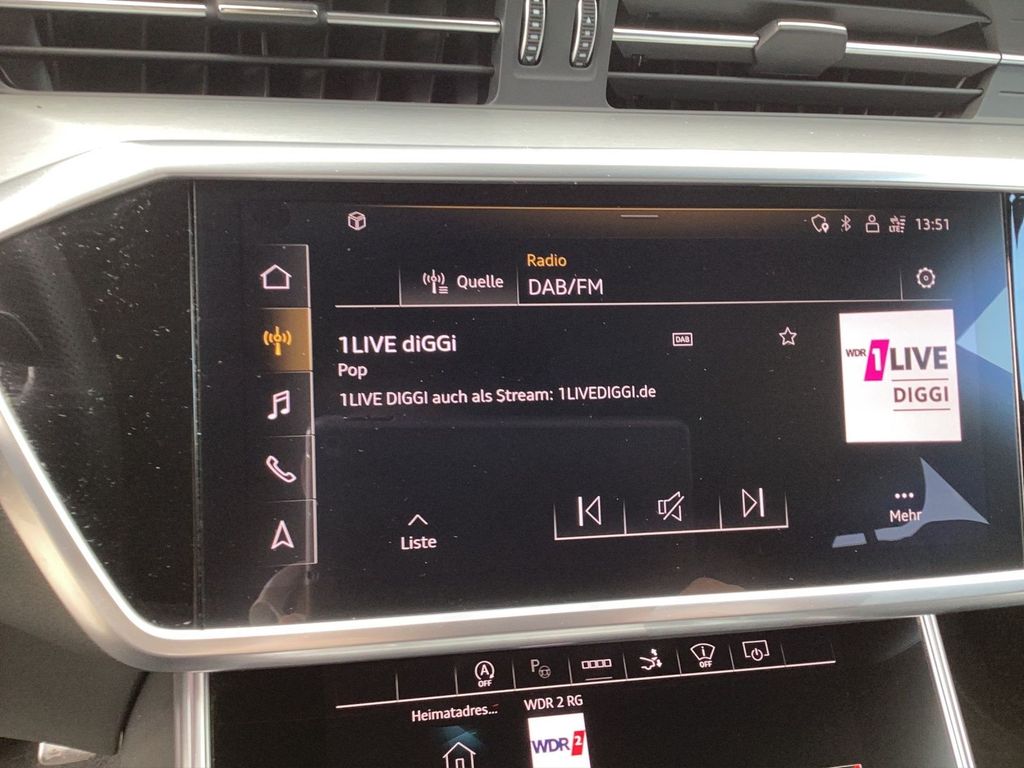 LTE
13:51
Quelle
Radio
DAB/FM
1LIVE diGGi
DAB
Pop
1LIVE DIGGI auch als Stream: 1LIVEDIGGI.de
WDR 1LIVE
DIGGI
Liste
Mehr
A
OFF
P
OFF
Heimatadres...
WDR 2 RG
WDR 2